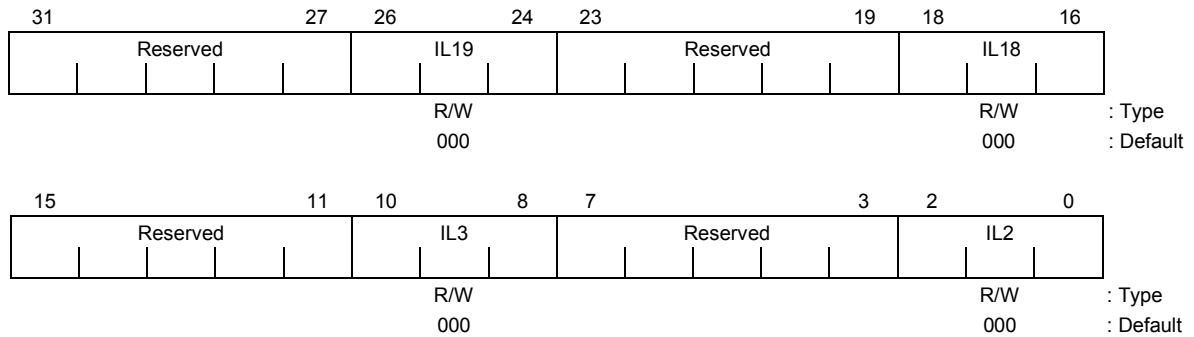 31 27 26 24 23 19 18 16
Reserved IL19 Reserved IL18
R/W R/W : Type
000 000 : Default
15 11 10 8 7 3 2 0
Reserved IL3 Reserved IL2
R/W R/W : Type
000 000 : Default